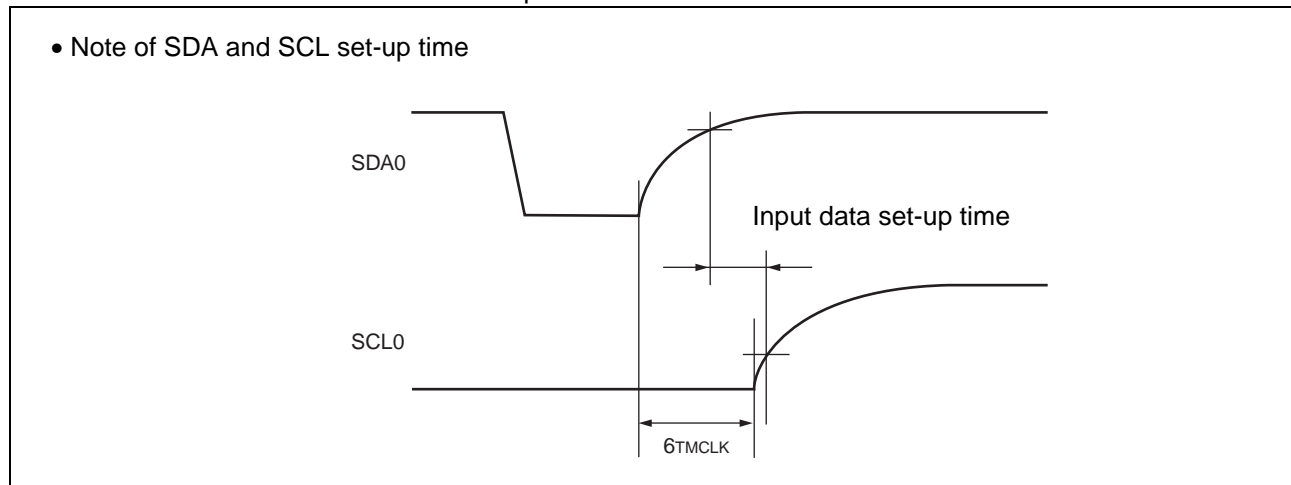 • Note of SDA and SCL set-up time
SDA0
Input data set-up time
SCL0
6TMCLK